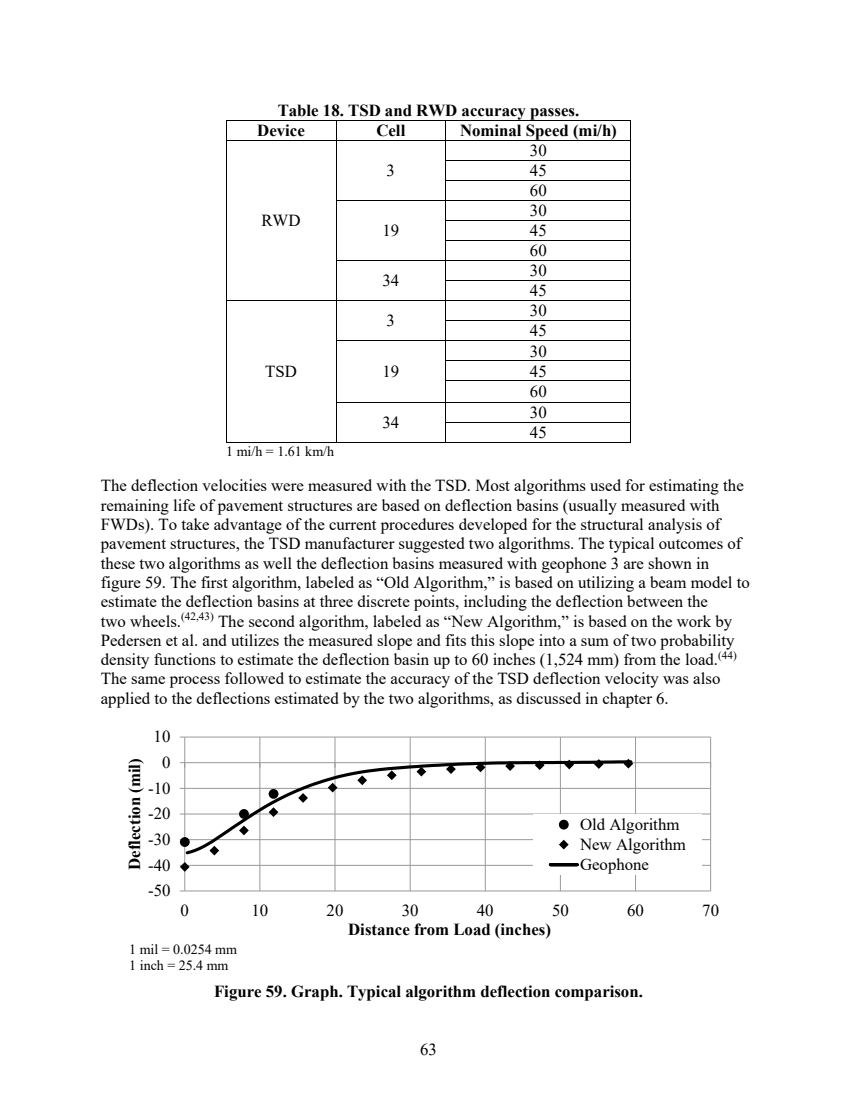 Table 18. TSD and RWD accuracy passes.
Device Cell Nominal Speed (mi/h)
RWD
3
30
45
60
19
30
45
60
34
30
45
TSD
3
30
45
19
30
45
60
34
30
45
1 mi/h = 1.61 km/h
The deflection velocities were measured with the TSD. Most algorithms used for estimating the
remaining life of pavement structures are based on deflection basins (usually measured with
FWDs). To take advantage of the current procedures developed for the structural analysis of
pavement structures, the TSD manufacturer suggested two algorithms. The typical outcomes of
these two algorithms as well the deflection basins measured with geophone 3 are shown in
figure 59. The first algorithm, labeled as “Old Algorithm,” is based on utilizing a beam model to
estimate the deflection basins at three discrete points, including the deflection between the
two wheels.(42,43) The second algorithm, labeled as “New Algorithm,” is based on the work by
Pedersen et al. and utilizes the measured slope and fits this slope into a sum of two probability
density functions to estimate the deflection basin up to 60 inches (1,524 mm) from the load.(44)
The same process followed to estimate the accuracy of the TSD deflection velocity was also
applied to the deflections estimated by the two algorithms, as discussed in chapter 6.
Deflection (mil)
10
0
-10
-20
-30
-40
-50
Old Algorithm
New Algorithm
Geophone
0 10 20 30 40 50 60 70
Distance from Load (inches)
1 mil = 0.0254 mm
1 inch = 25.4 mm
Figure 59. Graph. Typical algorithm deflection comparison.
63